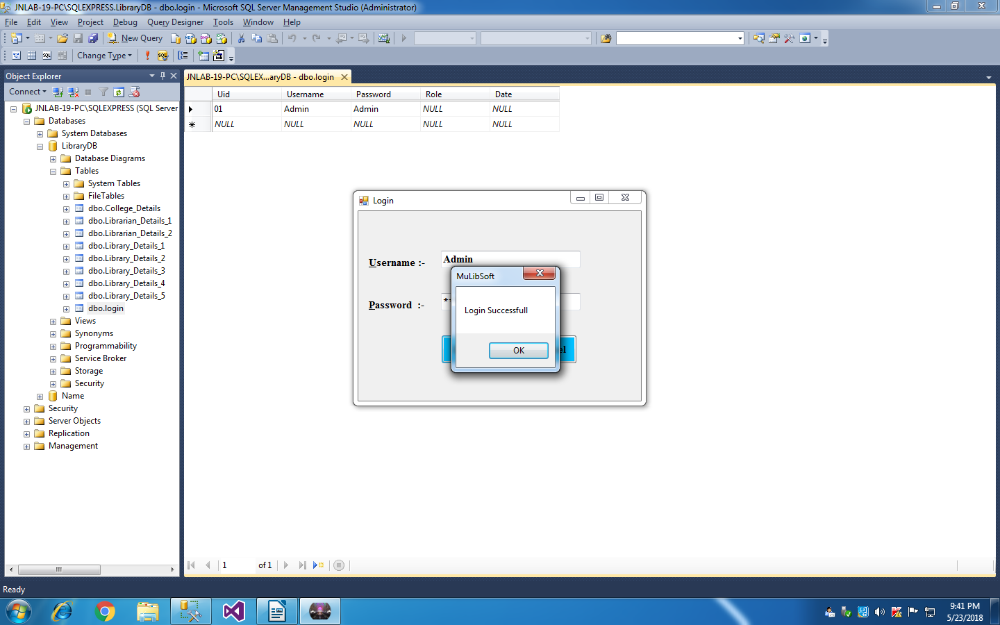 JNLAB-19-PC\SQLEXPRESS.LibraryDB - dbo.login - Microsoft SQL Server Management Studio (Administrator)
File Edit View Project Debug Query Designer Tools Window Help
New Query
Change Type
Object Explorer
Connect
JNLAB-19-PC\SQLEXPRESS (SQL Server
Databases
System Databases
LibraryDB
Database Diagrams
Tables
System Tables
FileTables
dbo.College_Details
dbo.Librarian_Details_1
dbo.Librarian_Details_2
dbo.Library_Details_1
dbo.Library_Details_2
dbo.Library_Details_3
dbo.Library_Details_4
dbo.Library_Details_5
dbo.login
Views
Synonyms
Programmability
Service Broker
Storage
Security
Name
Security
Server Objects
Replication
Management
JNLAB-19-PC\SQLEX...aryDB - dbo.login
Uid Username Password Role Date
01 Admin Admin NULL NULL
NULL NULL NULL NULL NULL
Login
Username :- Admin
Password :- **
el
MuLibSoft
Login Successfull
OK
1 of 1
Ready
9:41 PM
5/23/2018